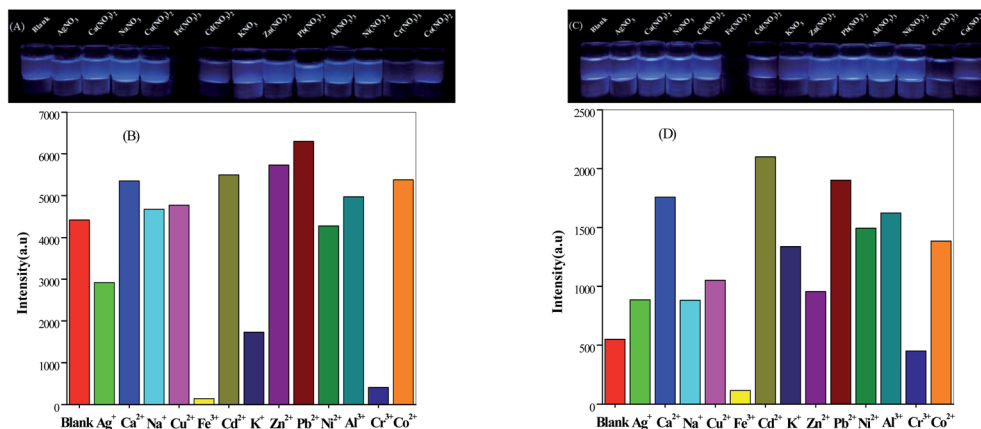 (A)
Blank AgNO₃ Ca(NO₃)₂ NaNO₃ Cu(NO₃)₂ Fe(NO₃)₃ Cd(NO₃)₂ KNO₃ Zn(NO₃)₂ Pb(NO₃)₂ Al(NO₃)₃ Ni(NO₃)₂ Cr(NO₃)₃ Co(NO₃)₂
(B)
Intensity(a.u)
7000
6000
5000
4000
3000
2000
1000
0
Blank Ag⁺ Ca²⁺ Na⁺ Cu²⁺ Fe³⁺ Cd²⁺ K⁺ Zn²⁺ Pb²⁺ Ni²⁺ Al³⁺ Cr³⁺ Co²⁺
(C)
Blank AgNO₃ Ca(NO₃)₂ NaNO₃ Cu(NO₃)₂ Fe(NO₃)₃ Cd(NO₃)₂ KNO₃ Zn(NO₃)₂ Pb(NO₃)₂ Al(NO₃)₃ Ni(NO₃)₂ Cr(NO₃)₃
(D)
Intensity(a.u)
2500
2000
1500
1000
500
0
Blank Ag⁺ Ca²⁺ Na⁺ Cu²⁺ Fe³⁺ Cd²⁺ K⁺ Zn²⁺ Pb²⁺ Ni²⁺ Al³⁺ Cr³⁺ Co²⁺